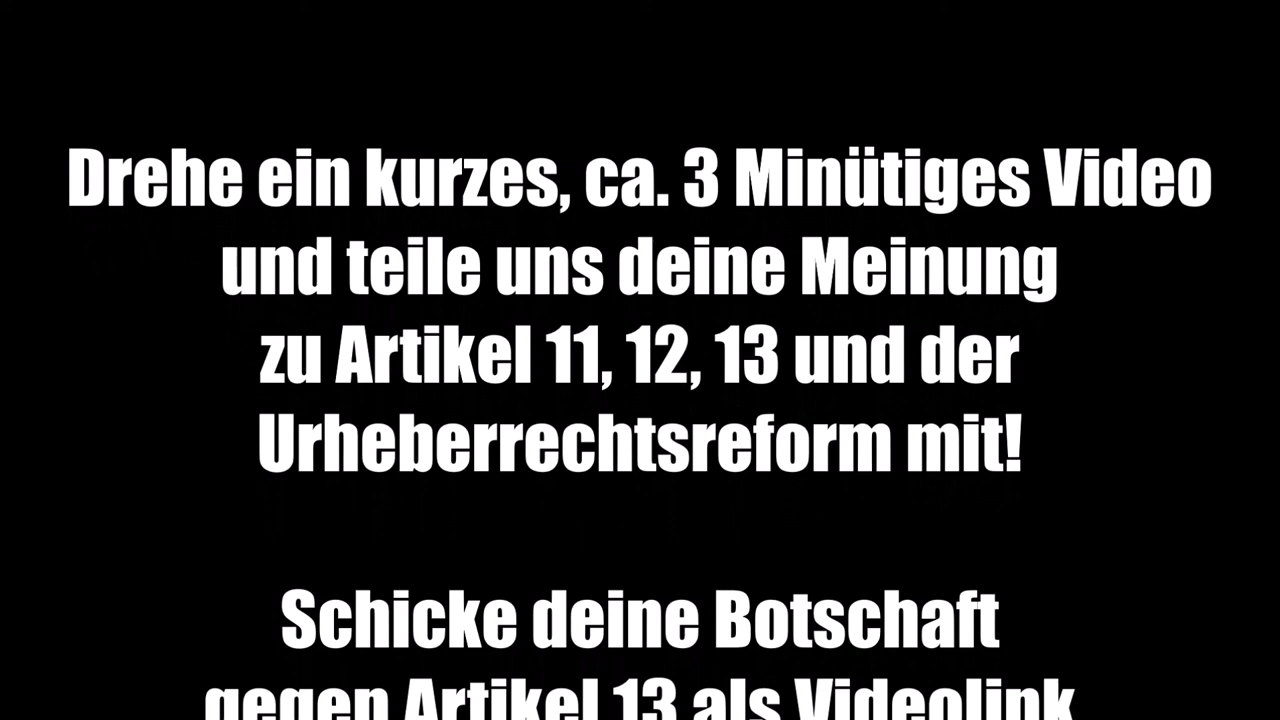 Drehe ein kurzes, ca. 3 Minütiges Video
und teile uns deine Meinung
zu Artikel 11, 12, 13 und der
Urheberrechtsreform mit!
Schicke deine Botschaft
gegen Artikel 13 als Videolink